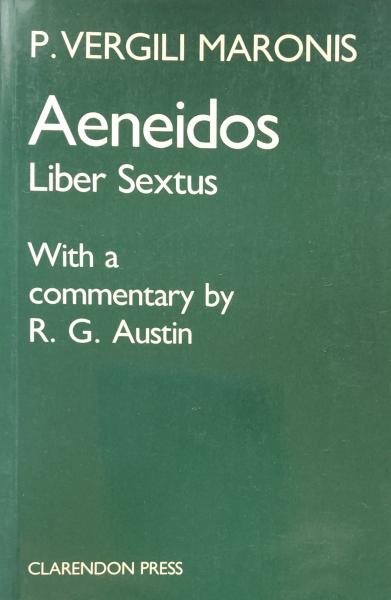 P. VERGILI MARONIS
Aeneidos
Liber Sextus
With a
commentary by
R. G. Austin
CLARENDON PRESS